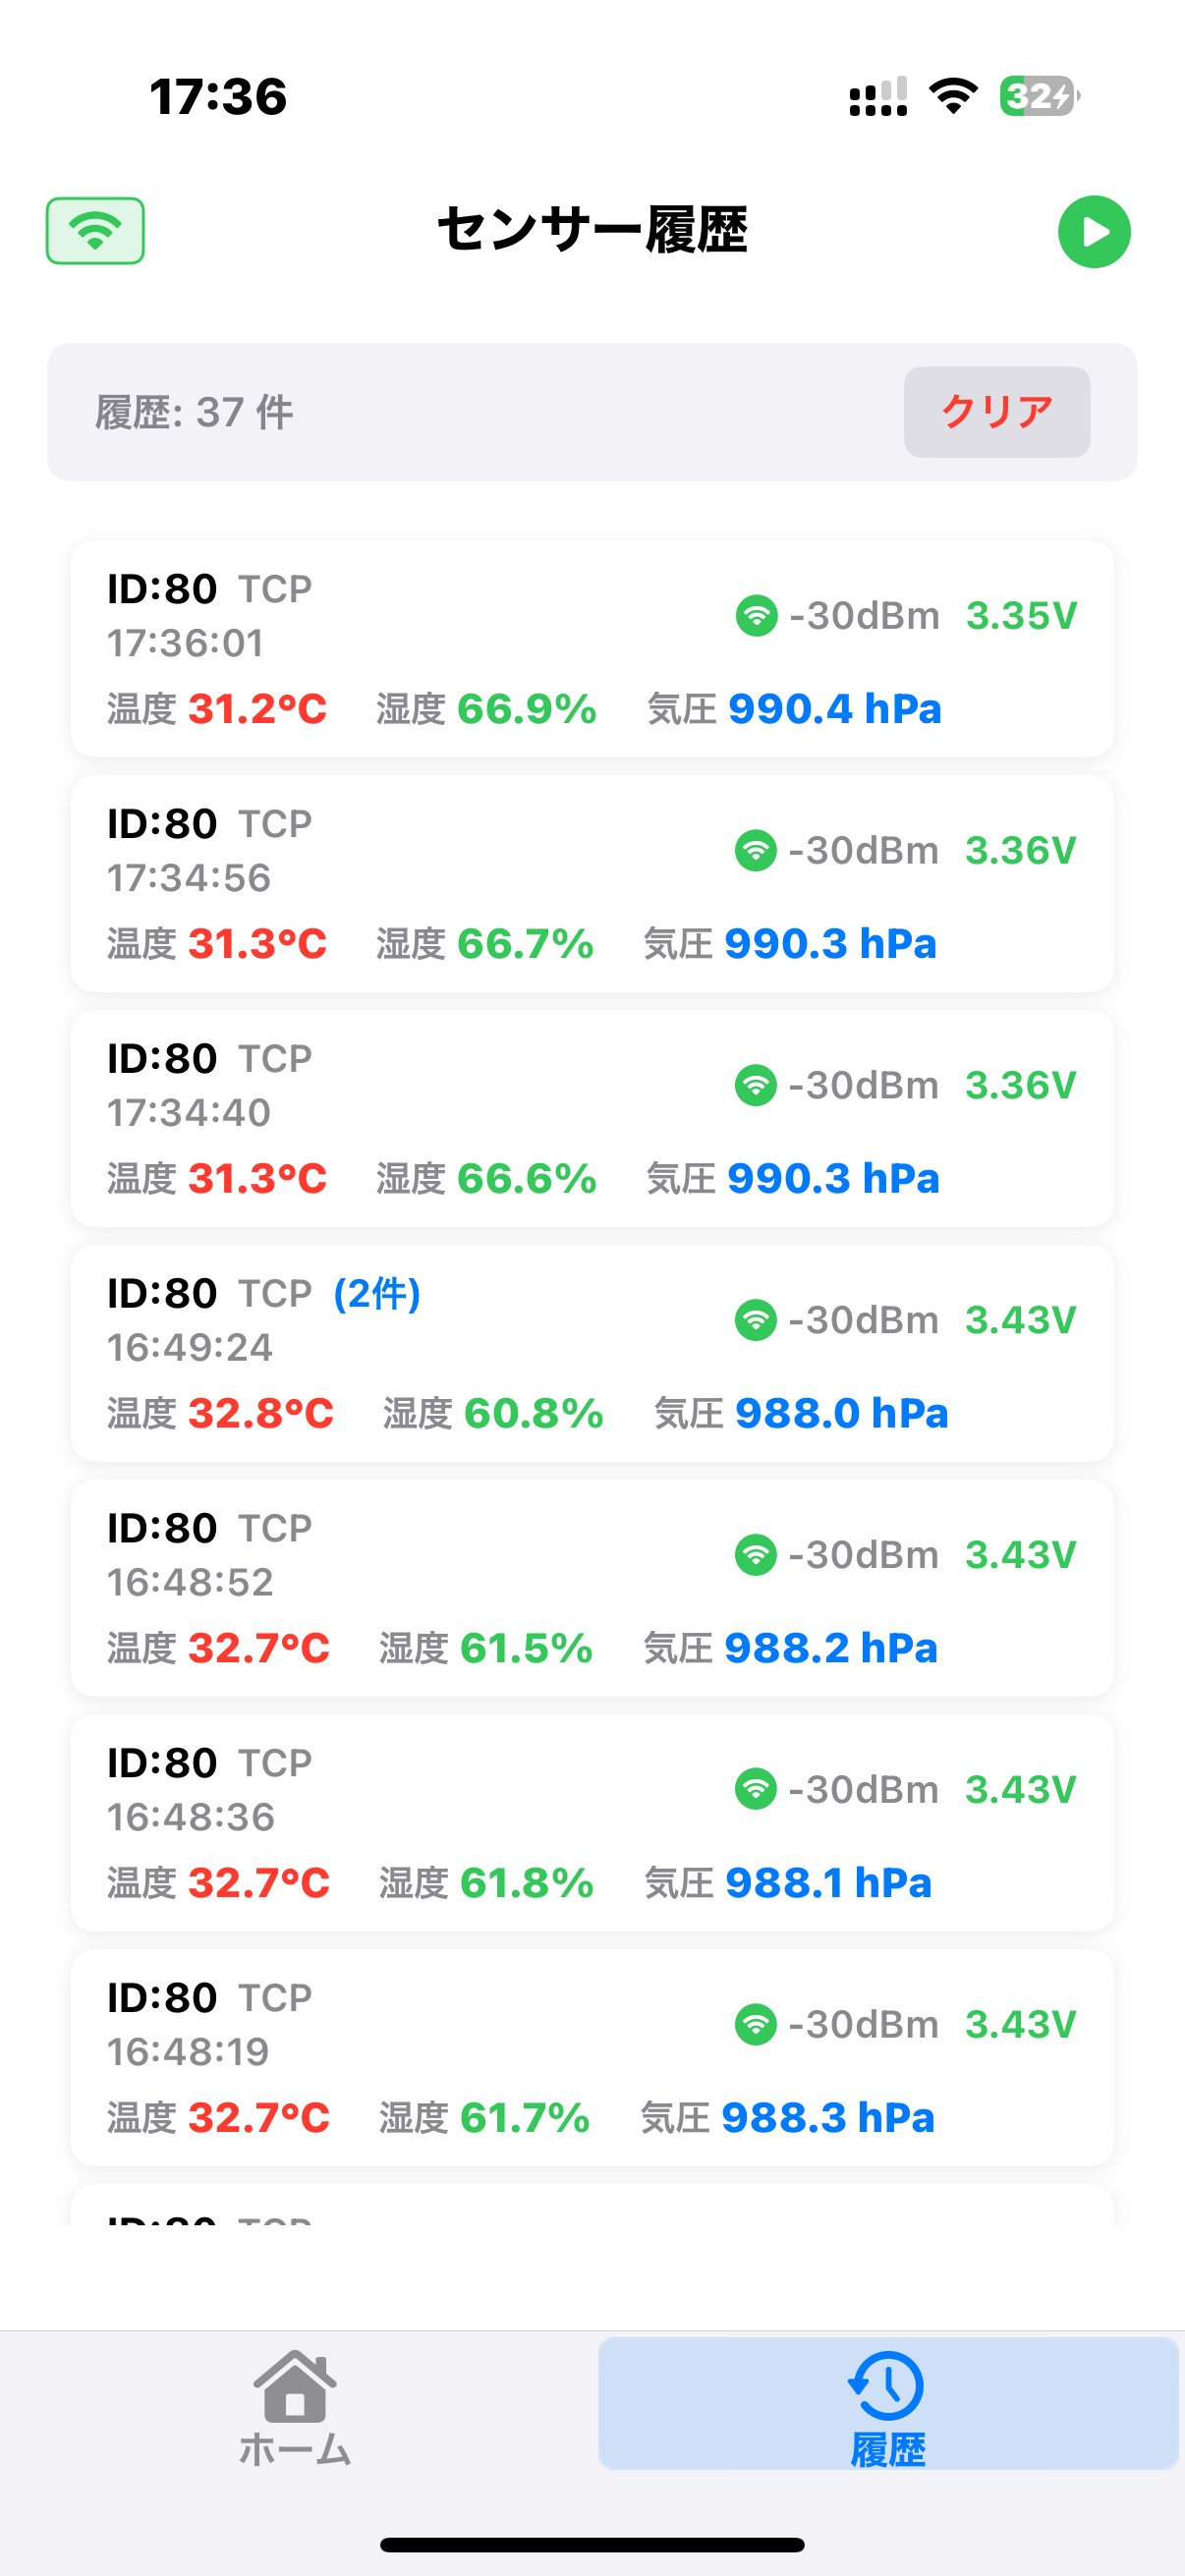 17:36
32
センサー履歴
履歴: 37 件
クリア
ID:80 TCP
17:36:01
-30dBm 3.35V
温度 31.2°C 湿度 66.9% 気圧 990.4 hPa
ID:80 TCP
17:34:56
-30dBm 3.36V
温度 31.3°C 湿度 66.7% 気圧 990.3 hPa
ID:80 TCP
17:34:40
-30dBm 3.36V
温度 31.3°C 湿度 66.6% 気圧 990.3 hPa
ID:80 TCP (2件)
16:49:24
-30dBm 3.43V
温度 32.8°C 湿度 60.8% 気圧 988.0 hPa
ID:80 TCP
16:48:52
-30dBm 3.43V
温度 32.7°C 湿度 61.5% 気圧 988.2 hPa
ID:80 TCP
16:48:36
-30dBm 3.43V
温度 32.7°C 湿度 61.8% 気圧 988.1 hPa
ID:80 TCP
16:48:19
-30dBm 3.43V
温度 32.7°C 湿度 61.7% 気圧 988.3 hPa
ID:80 TCP
ホーム
履歴